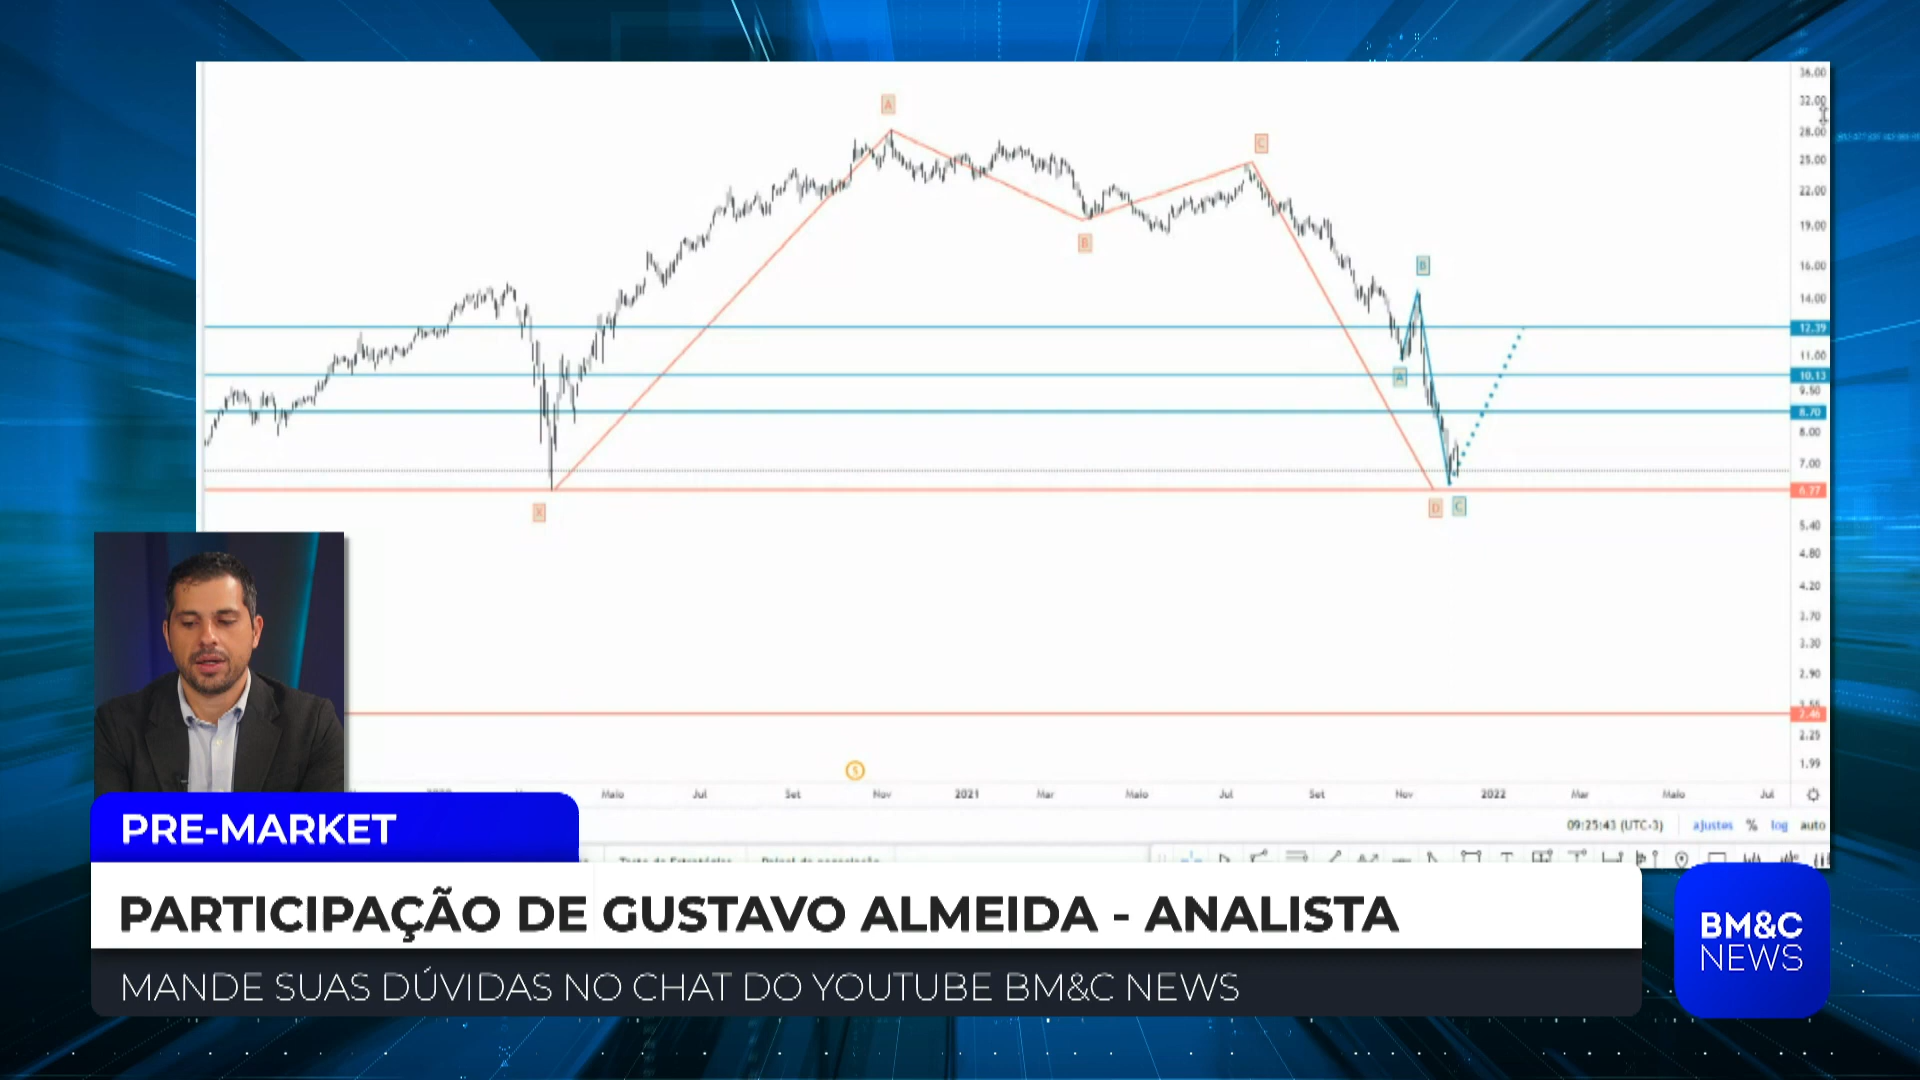 36.00
32.00
A
28.00
C
25.00
22.00
19.00
B
16.00
B
14.00
12.39
11.00
A
10.13
9.50
8.70
8.00
7.00
X
D
C
5.40
4.80
4.20
3.70
3.30
2.90
2.46
2.25
1.99
Maio
Jul
Set
Nov
2021
Mar
Maio
Jul
Set
Nov
2022
Mar
Maio
Jul
09:25:43 (UTC-3)
ajustes
%
log
auto
PRE-MARKET
PARTICIPAÇÃO DE GUSTAVO ALMEIDA - ANALISTA
MANDE SUAS DÚVIDAS NO CHAT DO YOUTUBE BM&C NEWS
BM&C
NEWS